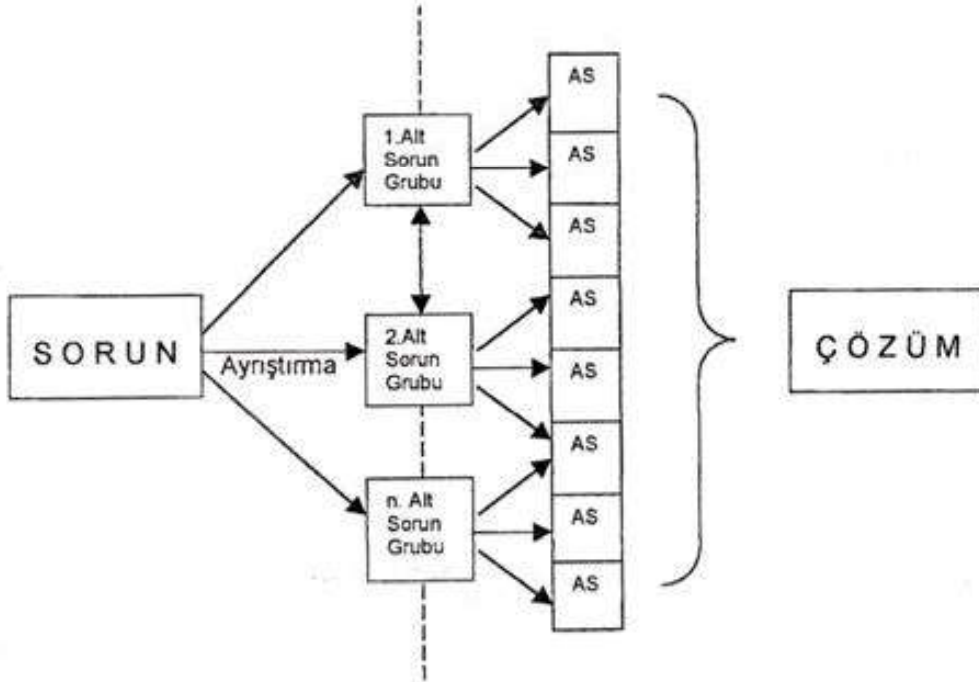 SORUN
Ayrıştırma
1.Alt
Sorun
Grubu
2.Alt
Sorun
Grubu
n. Alt
Sorun
Grubu
AS
AS
AS
AS
AS
AS
AS
AS
ÇÖZÜM